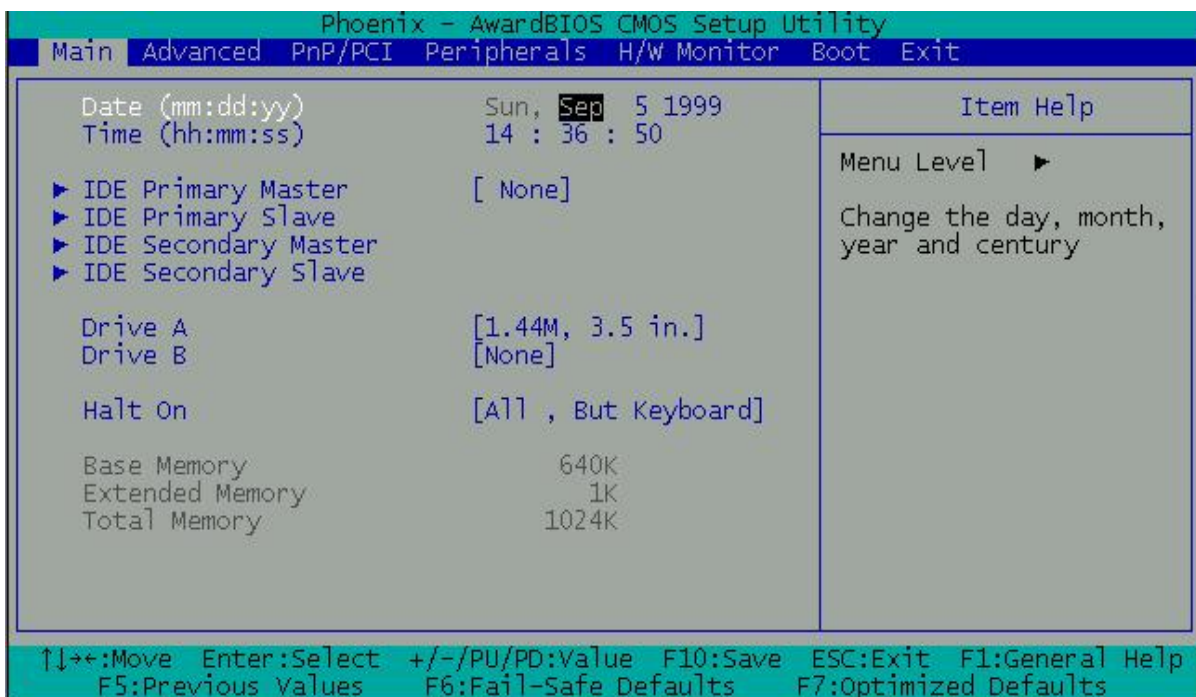 Phoenix - AwardBIOS CMOS Setup Utility
Main Advanced PnP/PCI Peripherals H/W Monitor Boot Exit
Date (mm:dd:yy) Sun, Sep 5 1999
Time (hh:mm:ss) 14 : 36 : 50
▶ IDE Primary Master [ None]
▶ IDE Primary Slave
▶ IDE Secondary Master
▶ IDE Secondary Slave
Drive A [1.44M, 3.5 in.]
Drive B [None]
Halt On [All , But Keyboard]
Base Memory 640K
Extended Memory 1K
Total Memory 1024K
Item Help
Menu Level ▶
Change the day, month,
year and century
↑↓→←:Move Enter:Select +/-/PU/PD:Value F10:Save ESC:Exit F1:General Help
F5:Previous Values F6:Fail-Safe Defaults F7:Optimized Defaults